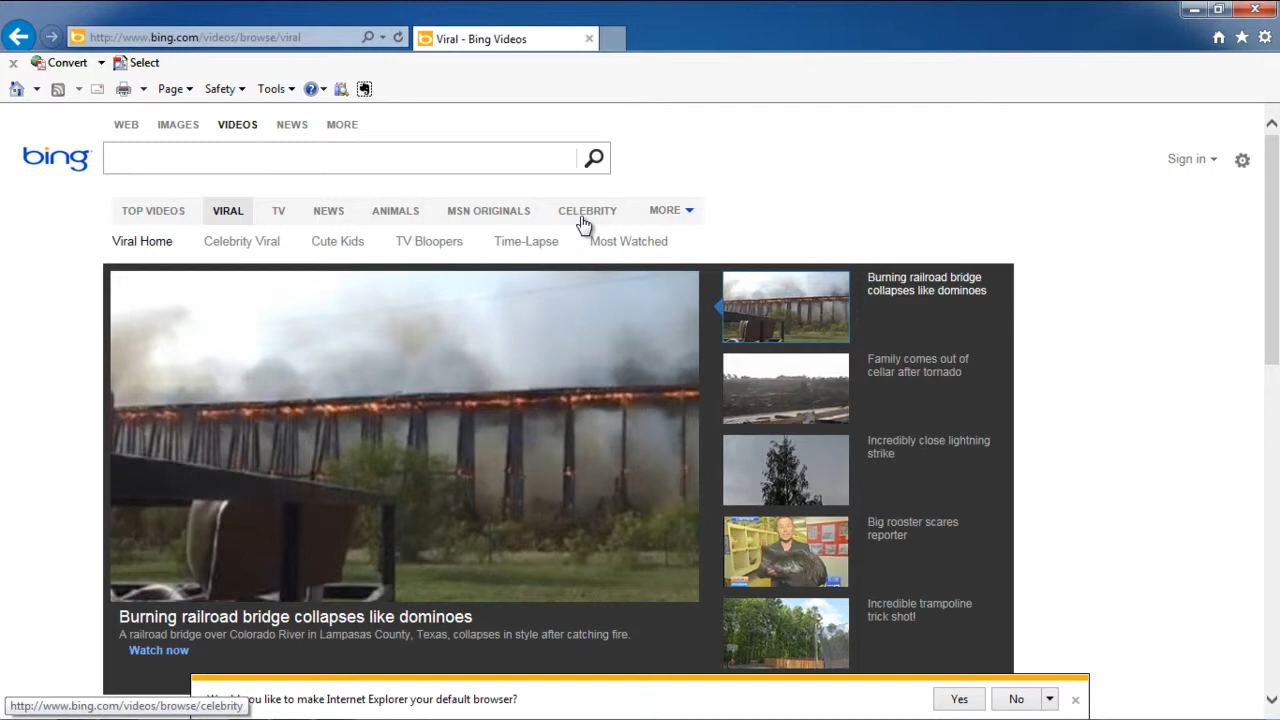 http://www.bing.com/videos/browse/viral
Viral - Bing Videos
Convert Select
Page Safety Tools
WEB IMAGES VIDEOS NEWS MORE
bing
Sign in
TOP VIDEOS VIRAL TV NEWS ANIMALS MSN ORIGINALS CELEBRITY MORE
Viral Home Celebrity Viral Cute Kids TV Bloopers Time-Lapse Most Watched
Burning railroad bridge
collapses like dominoes
Family comes out of
cellar after tornado
Incredibly close lightning
strike
Big rooster scares
reporter
Incredible trampoline
trick shot!
Burning railroad bridge collapses like dominoes
A railroad bridge over Colorado River in Lampasas County, Texas, collapses in style after catching fire.
Watch now
you like to make Internet Explorer your default browser?
Yes No
http://www.bing.com/videos/browse/celebrity